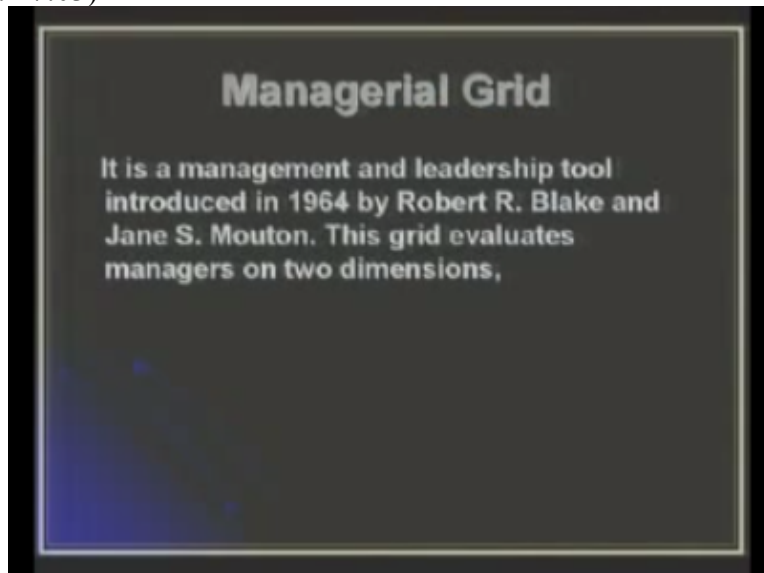 Managerial Grid
It is a management and leadership tool
introduced in 1964 by Robert R. Blake and
Jane S. Mouton. This grid evaluates
managers on two dimensions,